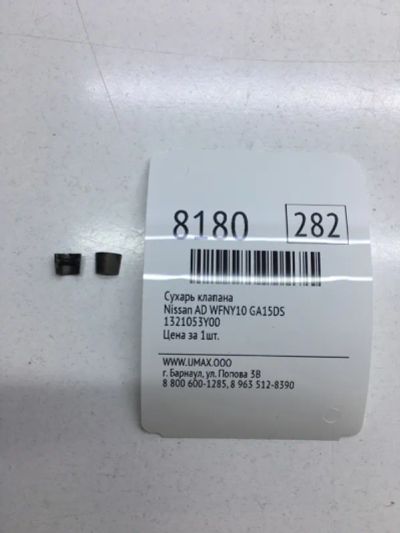 8180 282
Сухарь клапана
Nissan AD WFNY10 GA15DS
1321053Y00
Цена за 1шт.
WWW.UMAX.ООО
г. Барнаул, ул. Попова 3В
8 800 600-1285, 8 963 512-8390